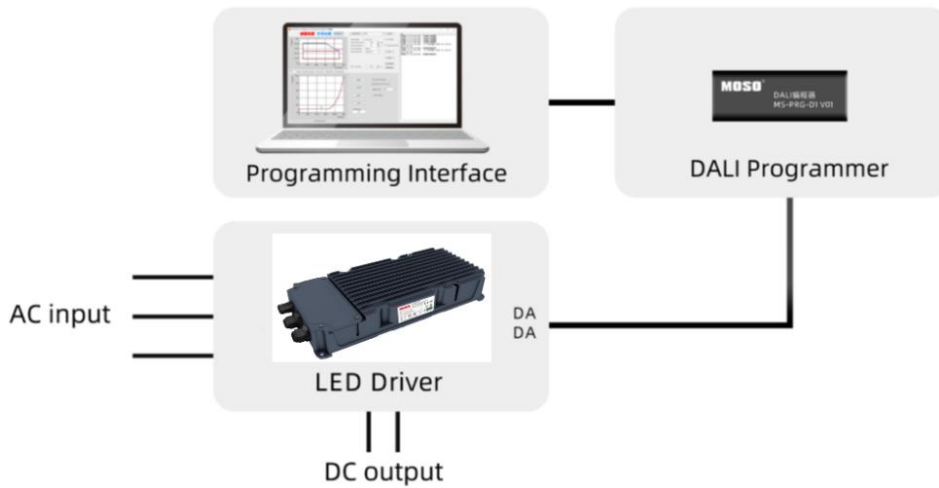 MOSO
DALI编程器
MS-PRG-D1 V01
Programming Interface
DALI Programmer
AC input
DA
DA
LED Driver
DC output